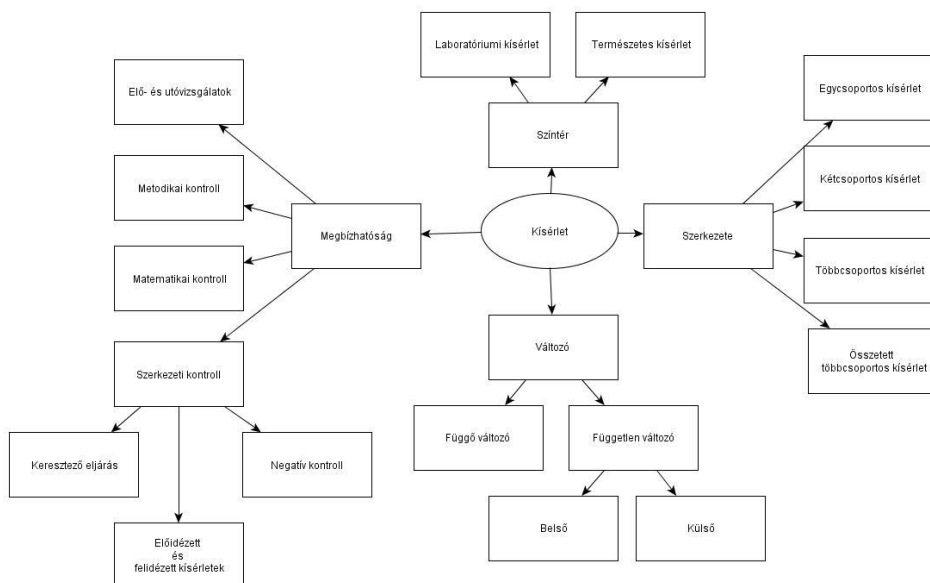 Laboratóriumi kísérlet
Természetes kísérlet
Elő- és utóvizsgálatok
Egycsoportos kísérlet
Színtér
Metodikai kontroll
Kétcsoportos kísérlet
Megbízhatóság
Kísérlet
Szerkezete
Matematikai kontroll
Többcsoportos kísérlet
Változó
Összetett
többcsoportos kísérlet
Szerkezeti kontroll
Függő változó
Független változó
Keresztező eljárás
Negatív kontroll
Belső
Külső
Előidézett
és
felidézett kísérletek